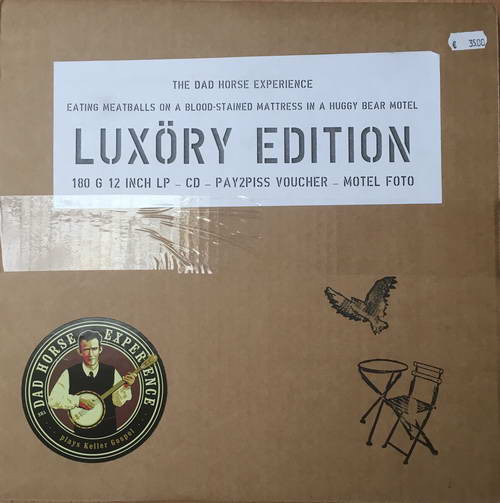 € 35.00
THE DAD HORSE EXPERIENCE
EATING MEATBALLS ON A BLOOD-STAINED MATTRESS IN A HUGGY BEAR MOTEL
LUXÖRY EDITION
180 G 12 INCH LP – CD – PAY2PISS VOUCHER – MOTEL FOTO
THE DAD HORSE EXPERIENCE
plays Keller Gospel